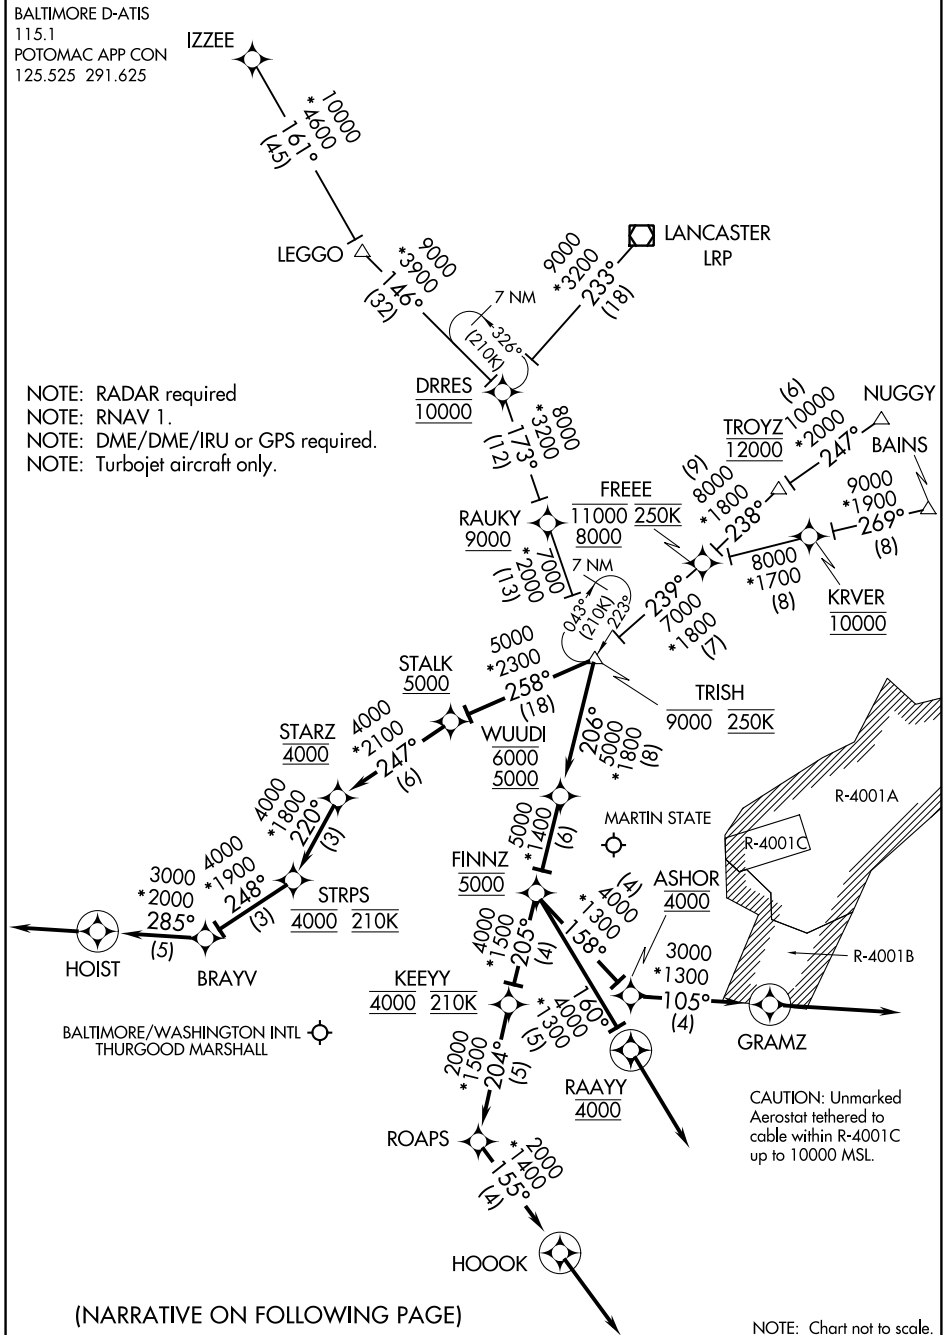 BALTIMORE D-ATIS
115.1
POTOMAC APP CON
125.525 291.625
IZZEE
10000
*4600
161°
(45)
LEGGO
9000
*3900
146°
(32)
LANCASTER
LRP
9000
*3200
233°
(18)
7 NM
326°
(210K)
DRRES
10000
NOTE: RADAR required
NOTE: RNAV 1.
NOTE: DME/DME/IRU or GPS required.
NOTE: Turbojet aircraft only.
8000
*3200
173°
(12)
NUGGY
(6)
10000
*2000
247°
TROYZ
12000
BAINS
9000
*1900
269°
(8)
(9)
8000
*1800
238°
FREEE
11000 250K
8000
RAUKY
9000
7000
*2000
(13)
8000
*1700
(8)
KRVER
10000
7 NM
043°
(210K)
223°
239°
7000
*1800
(7)
TRISH
9000 250K
STALK
5000
5000
*2300
258°
(18)
STARZ
4000
4000
*2100
247°
(6)
WUUDI
6000
5000
206°
5000
*1800
(8)
R-4001A
R-4001C
R-4001B
MARTIN STATE
4000
*1800
220°
(3)
5000
*1400
(6)
FINNZ
5000
ASHOR
4000
(4)
4000
*1300
158°
4000
*1900
248°
(3)
STRPS
4000 210K
3000
*2000
285°
(5)
HOIST
BRAYV
4000
*1500
205°
(4)
KEEYY
4000 210K
160°
4000
*1300
(5)
3000
*1300
105°
(4)
GRAMZ
BALTIMORE/WASHINGTON INTL
THURGOOD MARSHALL
2000
*1500
204°
(5)
RAAYY
4000
CAUTION: Unmarked
Aerostat tethered to
cable within R-4001C
up to 10000 MSL.
ROAPS
2000
*1400
155°
(4)
HOOOK
(NARRATIVE ON FOLLOWING PAGE)
NOTE: Chart not to scale.